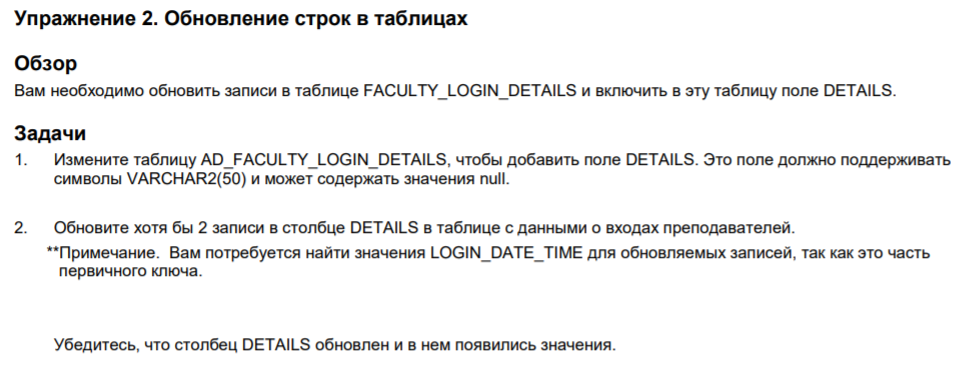 Упражнение 2. Обновление строк в таблицах
Обзор
Вам необходимо обновить записи в таблице FACULTY_LOGIN_DETAILS и включить в эту таблицу поле DETAILS.
Задачи
1. Измените таблицу AD_FACULTY_LOGIN_DETAILS, чтобы добавить поле DETAILS. Это поле должно поддерживать
символы VARCHAR2(50) и может содержать значения null.
2. Обновите хотя бы 2 записи в столбце DETAILS в таблице с данными о входах преподавателей.
**Примечание. Вам потребуется найти значения LOGIN_DATE_TIME для обновляемых записей, так как это часть
первичного ключа.
Убедитесь, что столбец DETAILS обновлен и в нем появились значения.